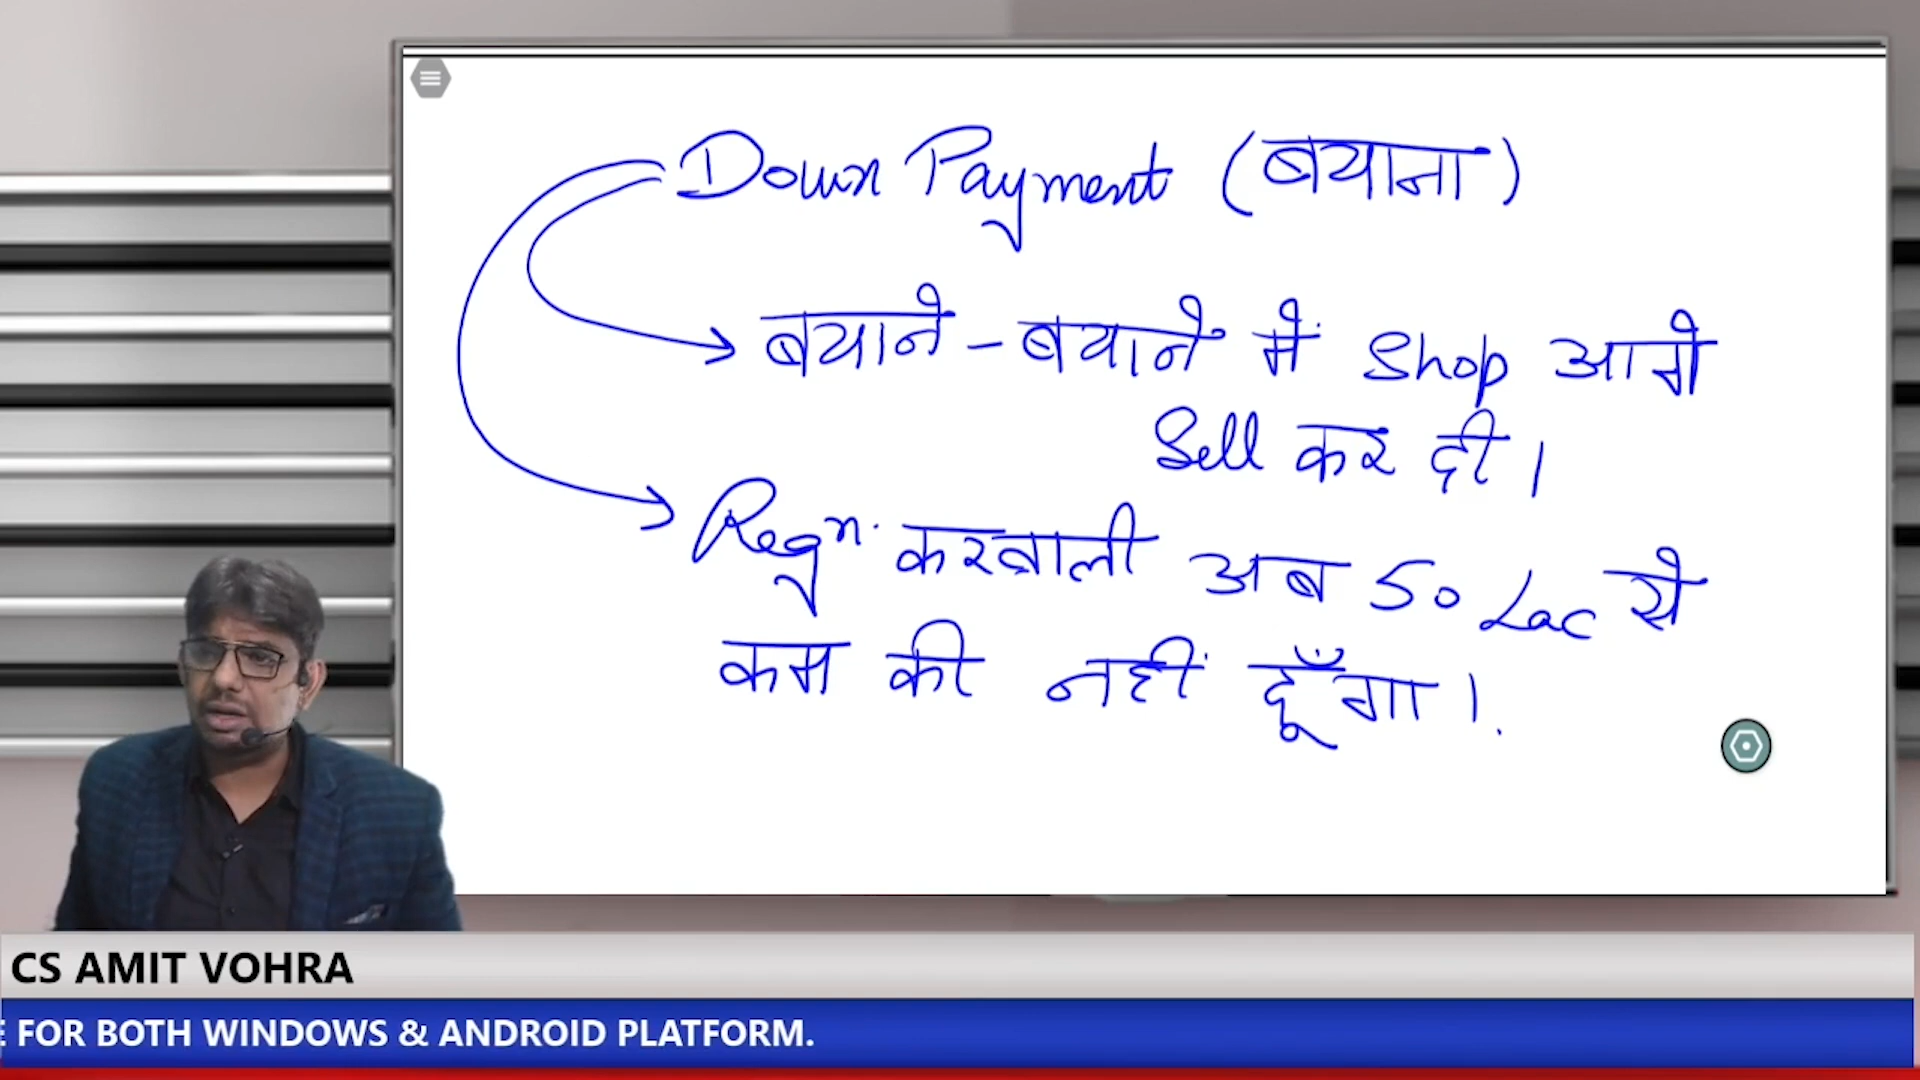 Down Payment (बयाना)
बयाने - बयाने में Shop आगे
Sell कर दी।
Regn. करवाली अब 50 Lac से
कम की नहीं दूँगा।
CS AMIT VOHRA
FOR BOTH WINDOWS & ANDROID PLATFORM.